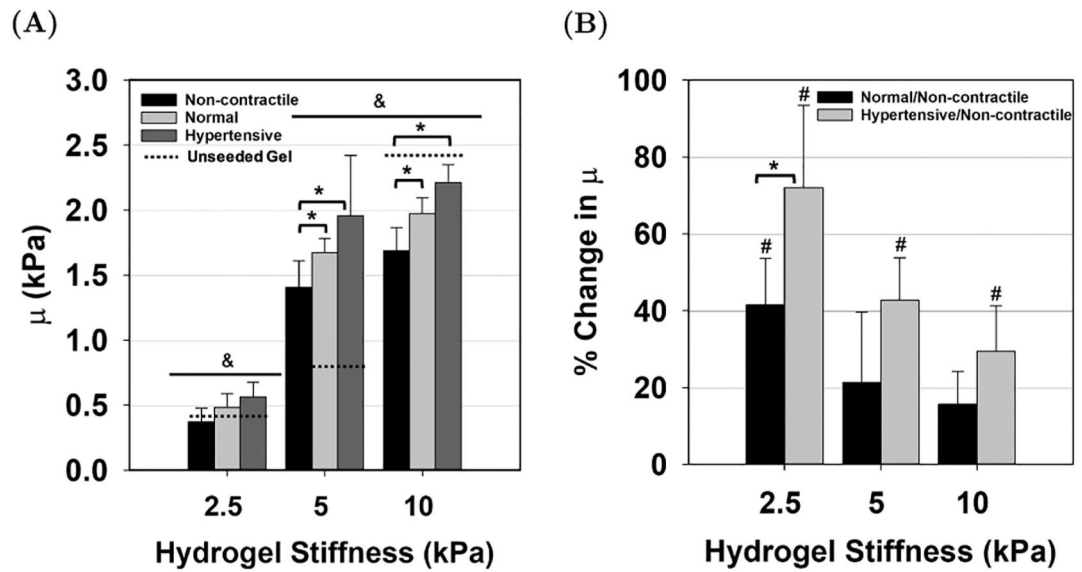 (A)
μ (kPa)
3.0
2.5
2.0
1.5
1.0
0.5
0.0
Non-contractile
Normal
Hypertensive
Unseeded Gel
&
&
*
*
*
*
2.5
5
10
Hydrogel Stiffness (kPa)
(B)
% Change in μ
100
80
60
40
20
0
Normal/Non-contractile
Hypertensive/Non-contractile
#
*
#
#
#
2.5
5
10
Hydrogel Stiffness (kPa)